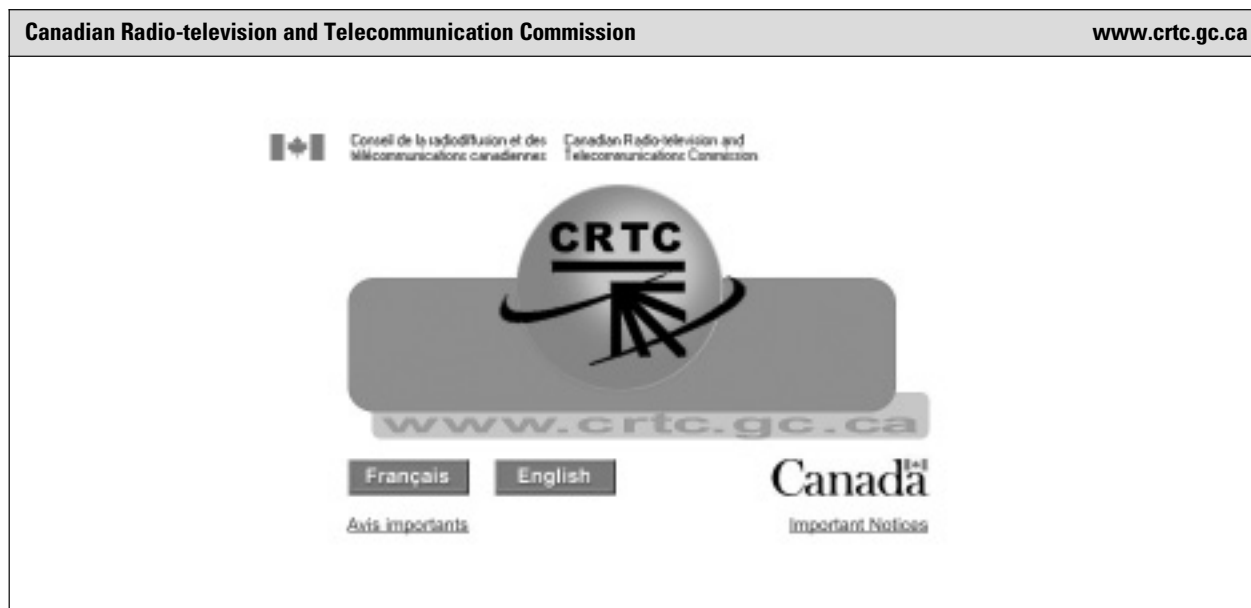 Canadian Radio-television and Telecommunication Commission www.crtc.gc.ca
Conseil de la radiodiffusion et des Canadian Radio-television and
télécommunications canadiennes Telecommunications Commission
CRTC
www.crtc.gc.ca
Français English Canada
Avis importants Important Notices